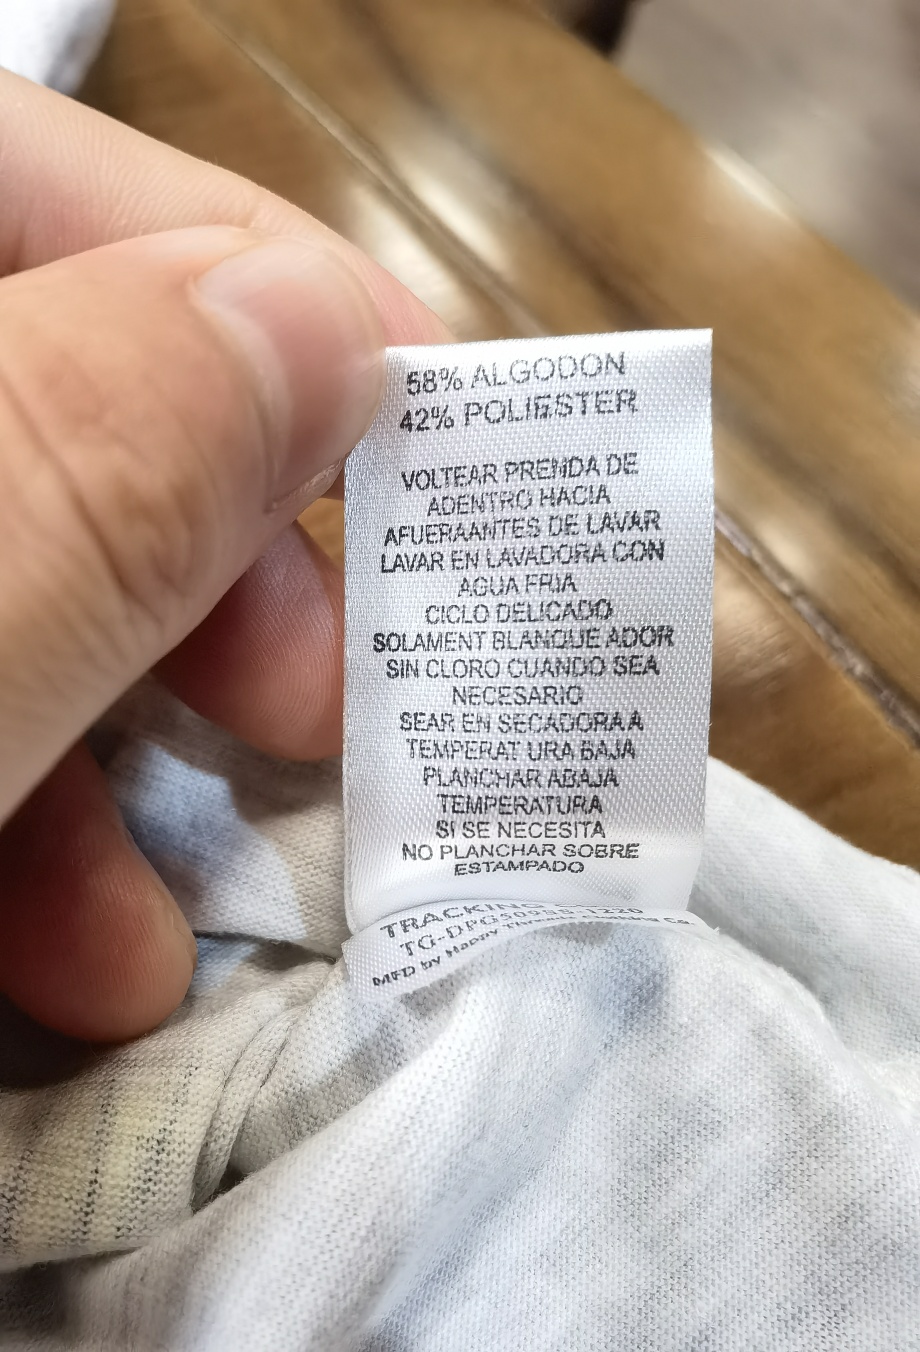 58% ALGODON
42% POLIESTER
VOLTEAR PRENDA DE
ADENTRO HACIA
AFUERAANTES DE LAVAR
LAVAR EN LAVADORA CON
AGUA FRIA
CICLO DELICADO
SOLAMENT BLANQUE ADOR
SIN CLORO CUANDO SEA
NECESARIO
SEAR EN SECADORA A
TEMPERAT URA BAJA
PLANCHAR ABAJA
TEMPERATURA
SI SE NECESITA
NO PLANCHAR SOBRE
ESTAMPADO
TRACKING
MFD by Happy Co.